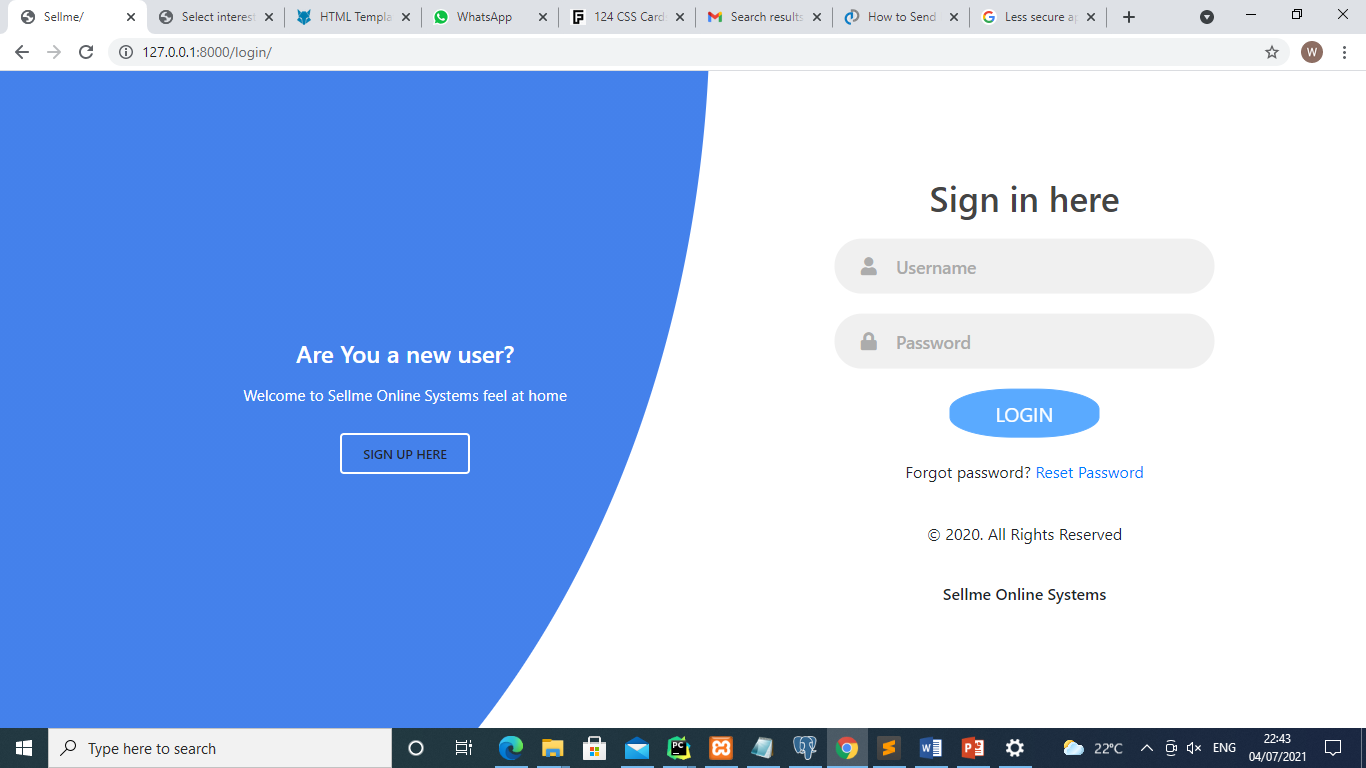 Sellme/
Select interest
HTML Templa
WhatsApp
124 CSS Card
Search results
How to Send
Less secure ap
W
127.0.0.1:8000/login/
Sign in here
Username
Password
LOGIN
Forgot password? Reset Password
© 2020. All Rights Reserved
Sellme Online Systems
Are You a new user?
Welcome to Sellme Online Systems feel at home
SIGN UP HERE
Type here to search
PC
W
P
22°C
ENG
22:43
04/07/2021